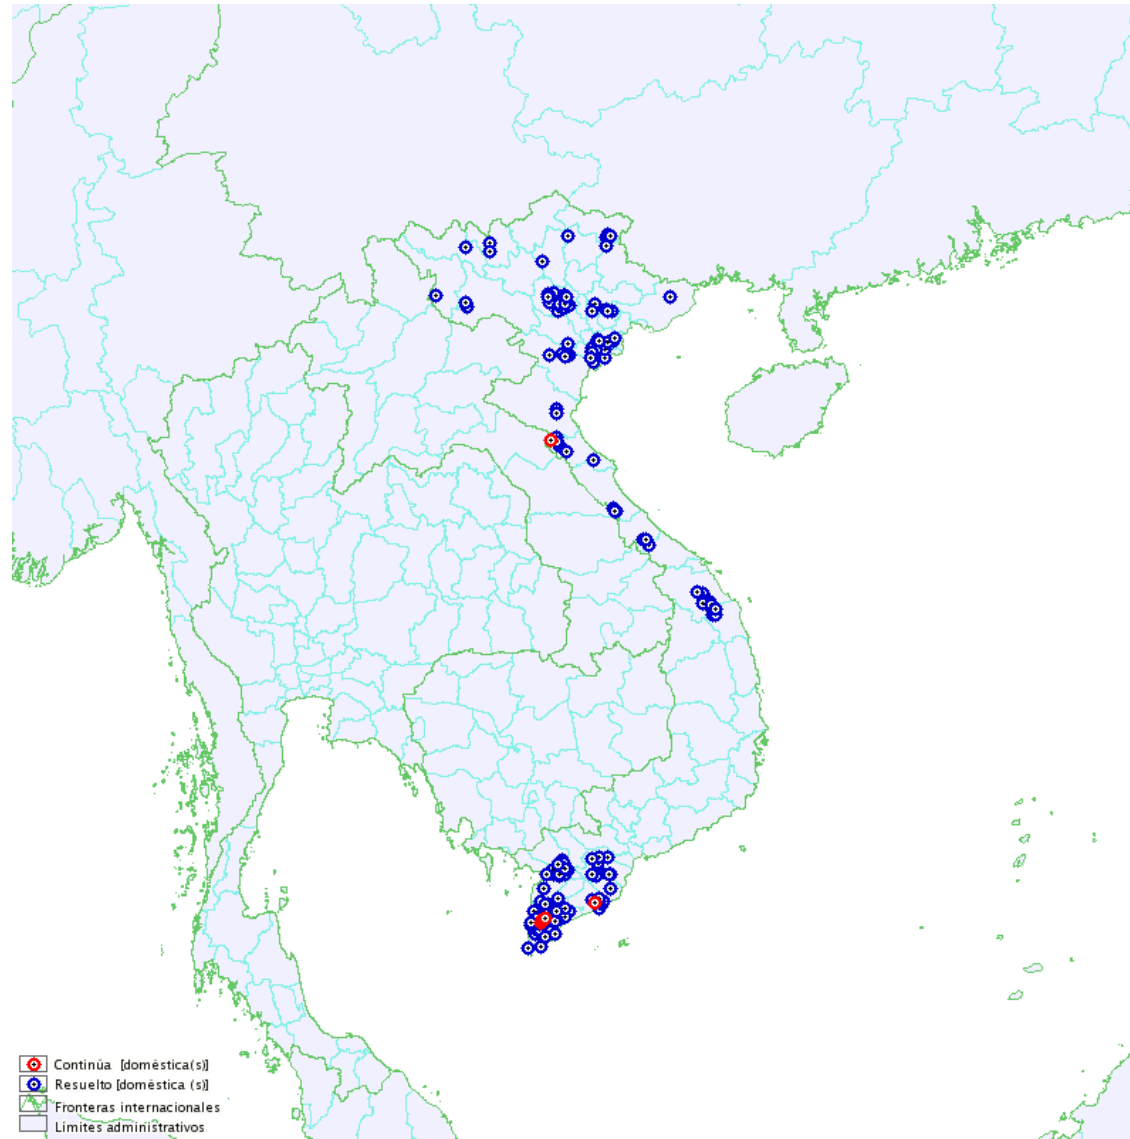 Continúa [doméstica(s)]
Resuelto [doméstica (s)]
Fronteras internacionales
Límites administrativos